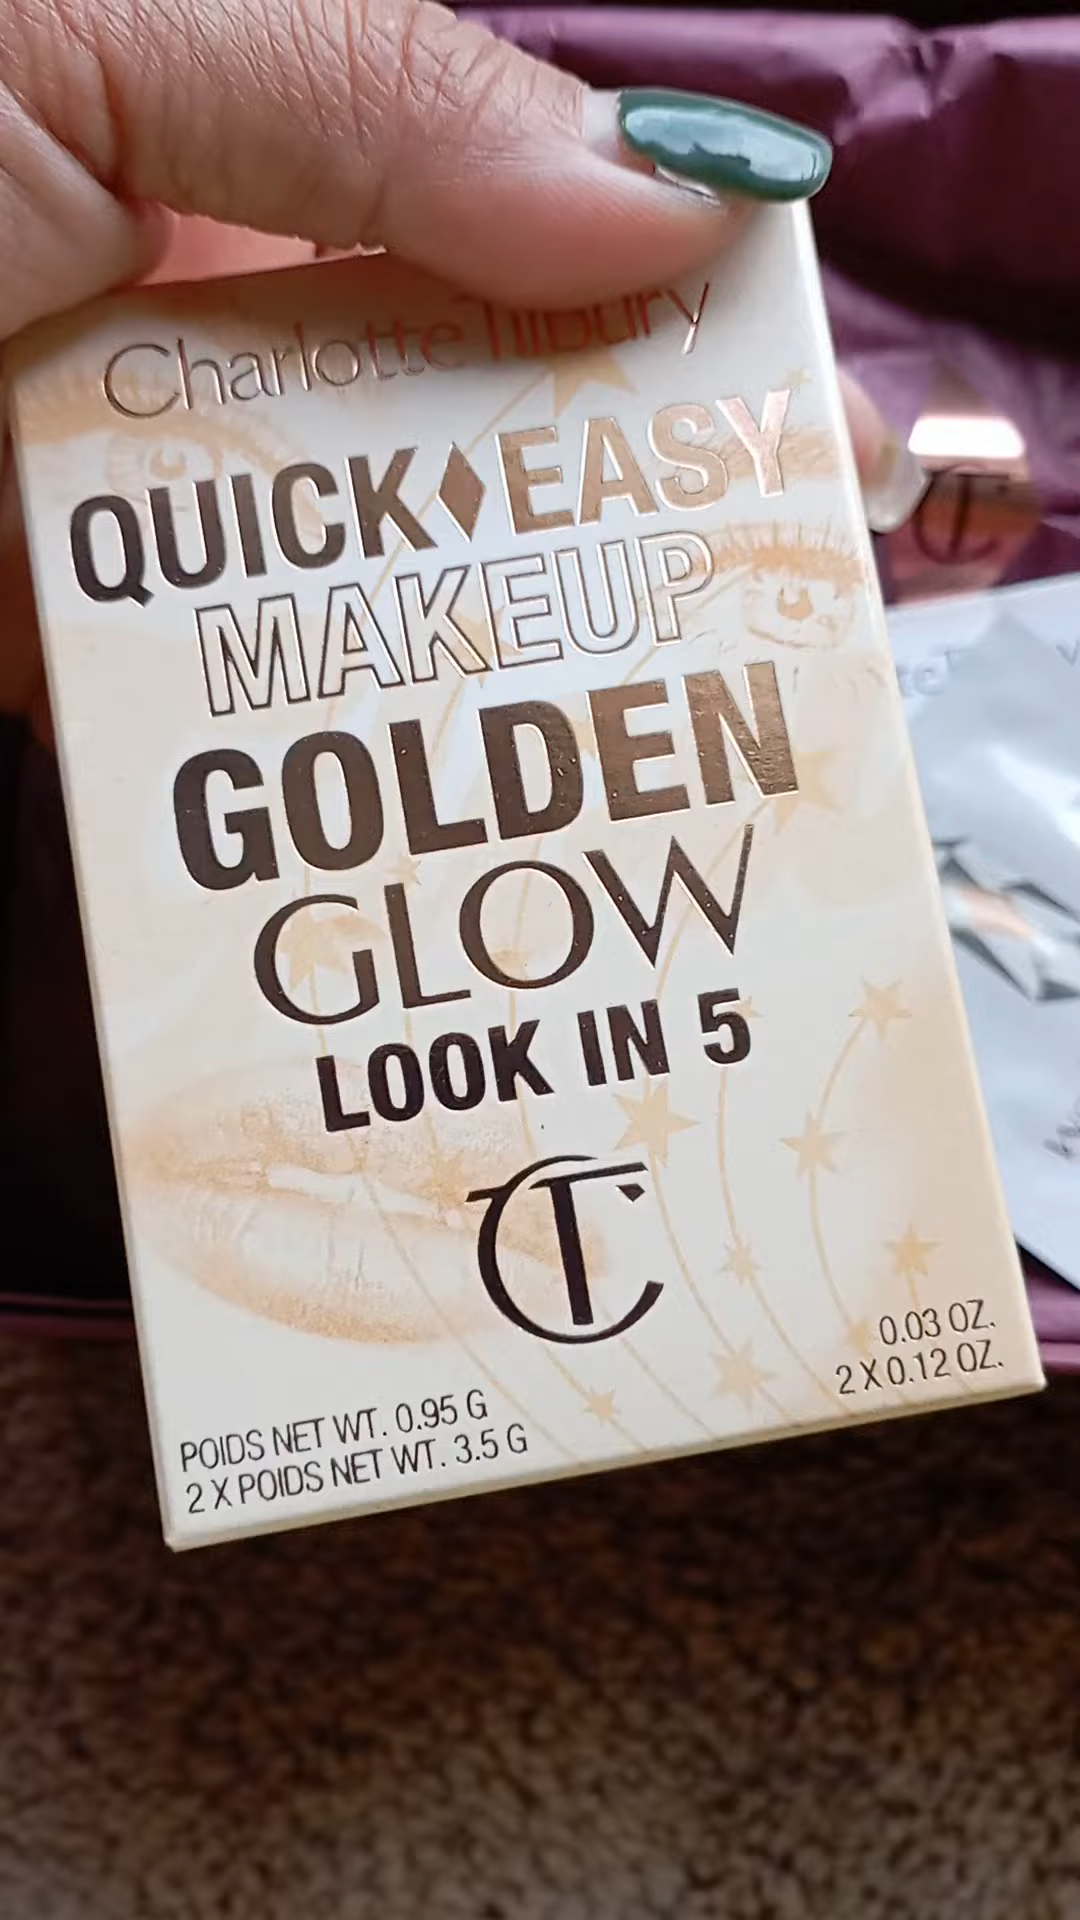 Charlotte Tilbury
QUICK♦EASY
MAKEUP
GOLDEN
GLOW
LOOK IN 5
CT
0.03 OZ.
2 X 0.12 OZ.
POIDS NET WT. 0.95 G
2 X POIDS NET WT. 3.5 G
CT